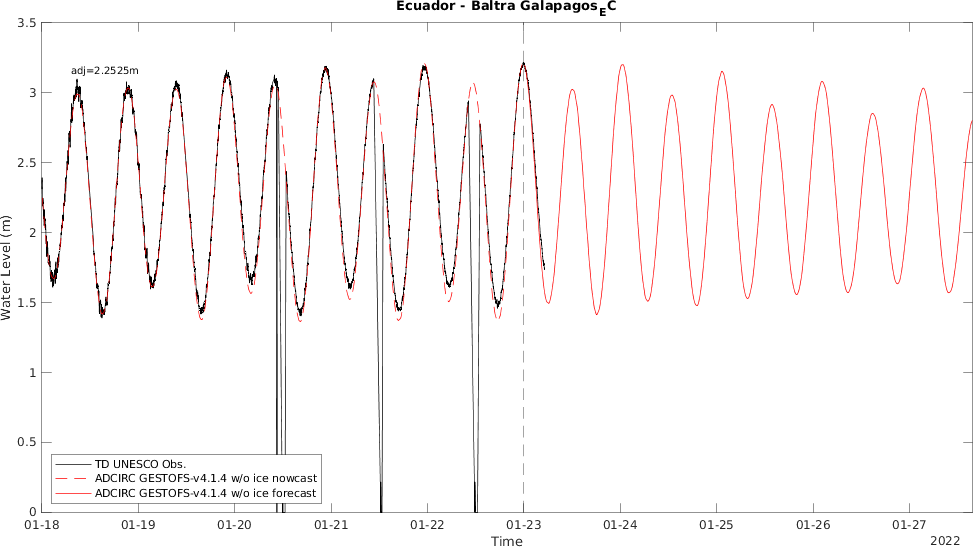 Ecuador - Baltra Galapagos_EC
adj=2.2525m
3.5
3
2.5
2
1.5
1
0.5
0
Water Level (m)
TD UNESCO Obs.
ADCIRC GESTOFS-v4.1.4 w/o ice nowcast
ADCIRC GESTOFS-v4.1.4 w/o ice forecast
01-18 01-19 01-20 01-21 01-22 01-23 01-24 01-25 01-26 01-27
Time
2022